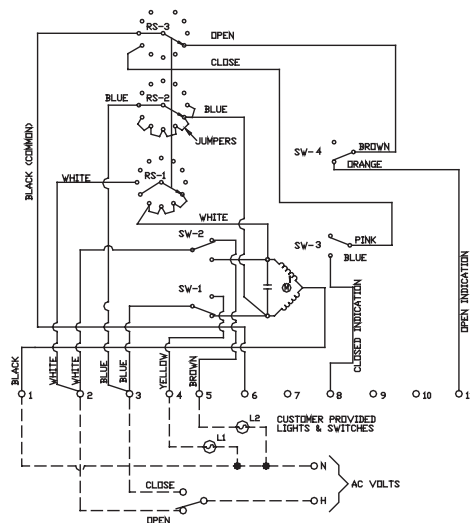 RS-3
OPEN
CLOSE
RS-2
BLUE
BLUE
JUMPERS
BLACK (COMMON)
SW-4
BROWN
ORANGE
RS-1
WHITE
WHITE
SW-2
SW-3
PINK
BLUE
SW-1
M
CLOSED INDICATION
OPEN INDICATION
BLACK
WHITE
WHITE
BLUE
BLUE
YELLOW
BROWN
1
2
3
4
5
6
7
8
9
10
1
L2
CUSTOMER PROVIDED
LIGHTS & SWITCHES
L1
N
CLOSE
AC VOLTS
H
OPEN